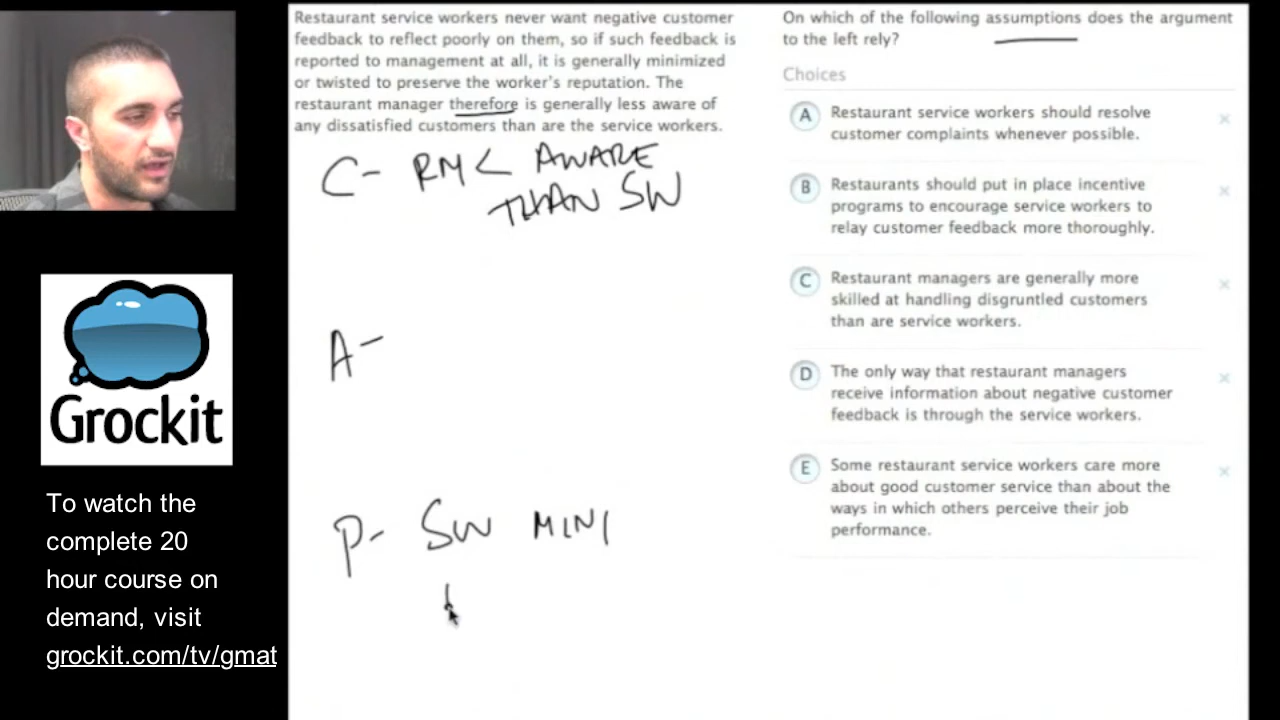 Restaurant service workers never want negative customer
feedback to reflect poorly on them, so if such feedback is
reported to management at all, it is generally minimized
or twisted to preserve the worker's reputation. The
restaurant manager therefore is generally less aware of
any dissatisfied customers than are the service workers.
C- RM < AWARE
THAN SW
A-
P- SW MINI
On which of the following assumptions does the argument
to the left rely?
Choices
A Restaurant service workers should resolve
customer complaints whenever possible.
B Restaurants should put in place incentive
programs to encourage service workers to
relay customer feedback more thoroughly.
C Restaurant managers are generally more
skilled at handling disgruntled customers
than are service workers.
D The only way that restaurant managers
receive information about negative customer
feedback is through the service workers.
E Some restaurant service workers care more
about good customer service than about the
ways in which others perceive their job
performance.
Grockit
To watch the
complete 20
hour course on
demand, visit
grockit.com/tv/gmat